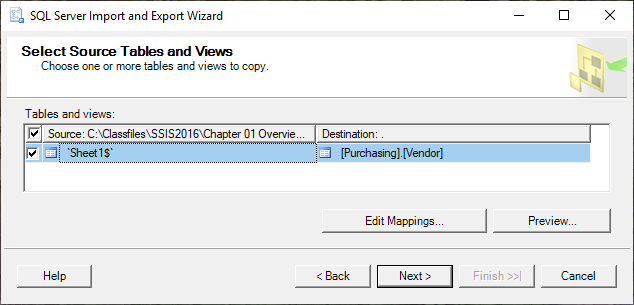 SQL Server Import and Export Wizard
Select Source Tables and Views
Choose one or more tables and views to copy.
Tables and views:
Source: C:\Classfiles\SSIS2016\Chapter 01 Overvie... Destination: .
`Sheet1$` [Purchasing].[Vendor]
Edit Mappings... Preview...
Help < Back Next > Finish >>| Cancel